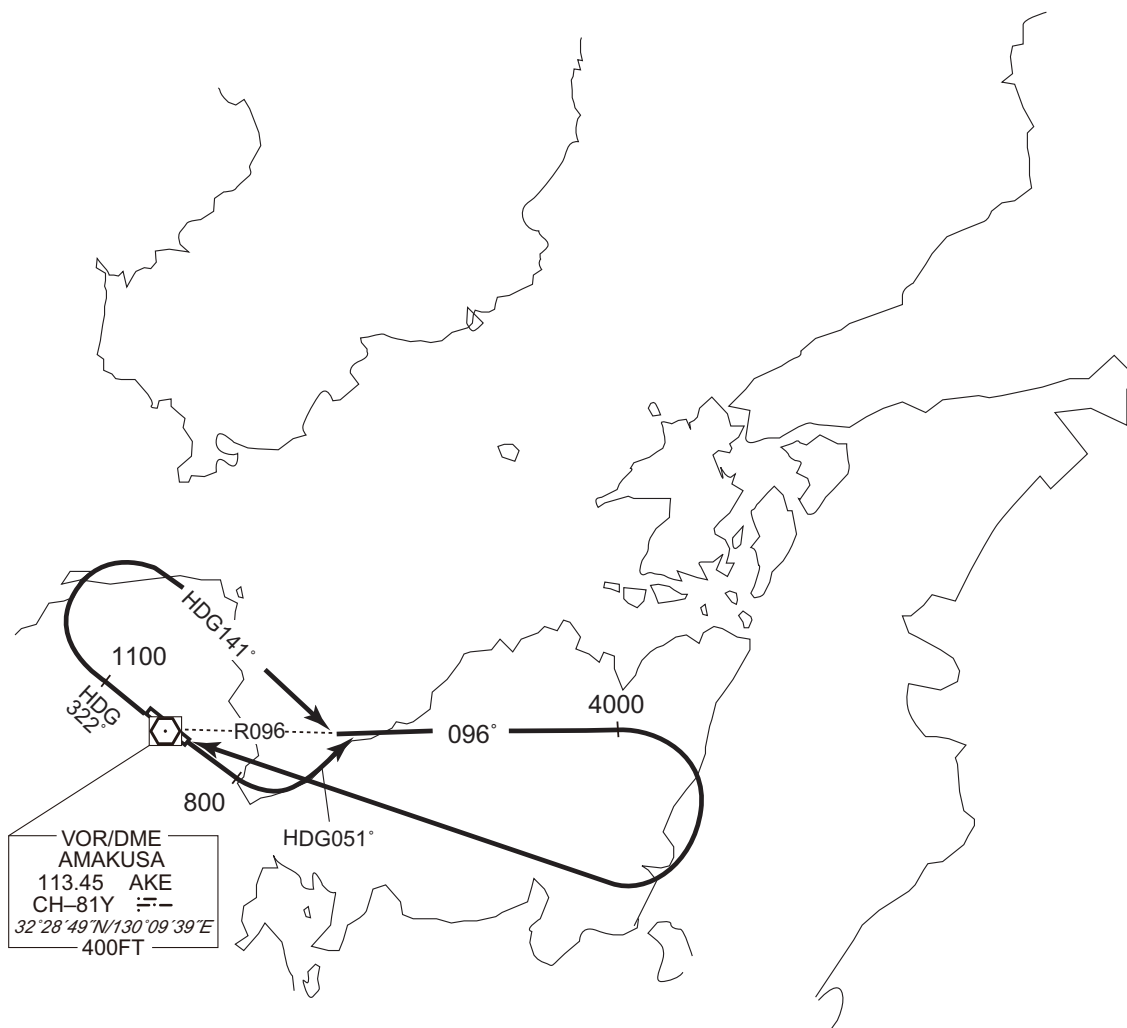 HDG141°
1100
HDG
322°
R096
096°
4000
800
HDG051°
VOR/DME
AMAKUSA
113.45 AKE
CH–81Y
32°28´49˝N/130°09´39˝E
400FT